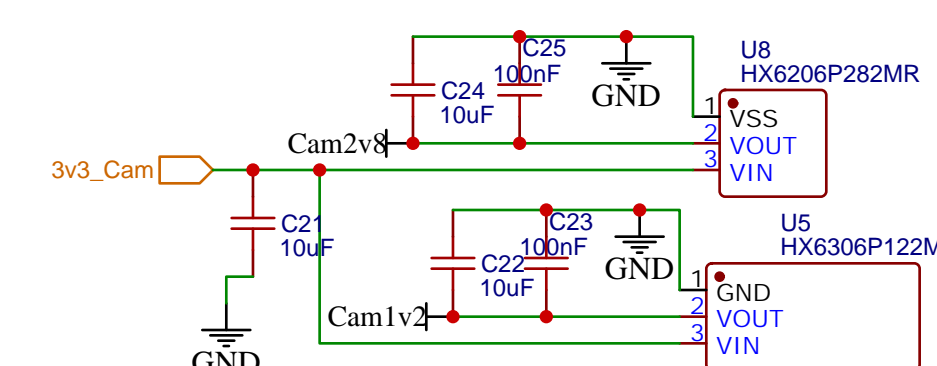 C25
100nF
C24
10uF
GND
U8
HX6206P282MR
1
VSS
2
VOUT
3
VIN
Cam2v8
3v3_Cam
C21
10uF
GND
C23
100nF
C22
10uF
GND
U5
HX6306P122M
1
GND
2
VOUT
3
VIN
Cam1v2